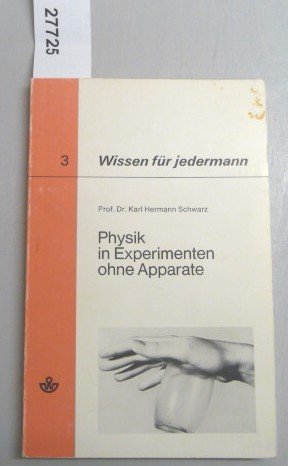 27725
3 Wissen für jedermann
Prof. Dr. Karl Hermann Schwarz
Physik
in Experimenten
ohne Apparate